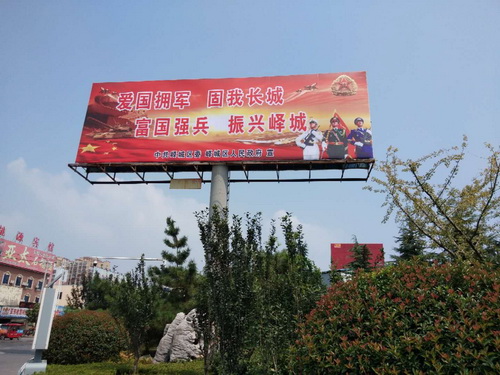 爱国拥军 固我长城
富国强兵 振兴峄城
中共峄城区委 峄城区人民政府 宣